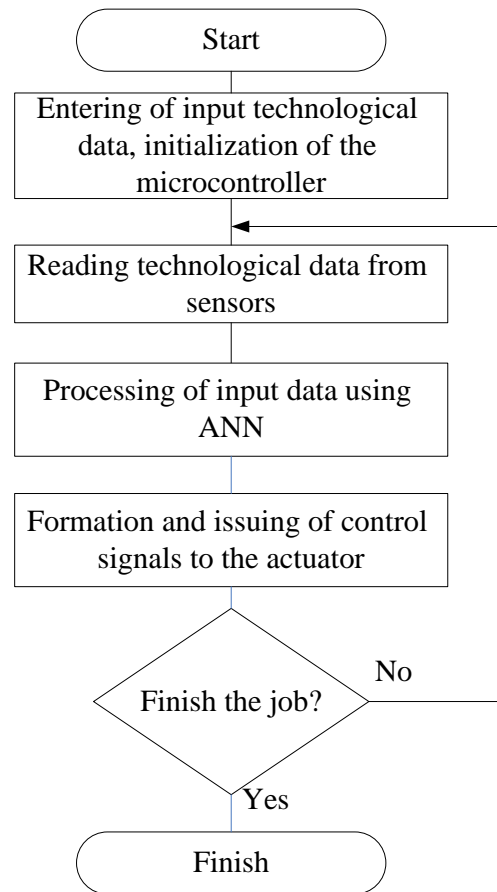 Start
Entering of input technological
data, initialization of the
microcontroller
Reading technological data from
sensors
Processing of input data using
ANN
Formation and issuing of control
signals to the actuator
Finish the job?
No
Yes
Finish